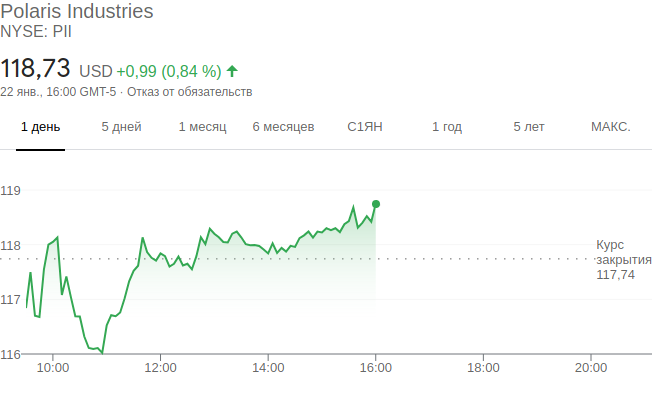 Polaris Industries
NYSE: PII
118,73 USD +0,99 (0,84 %)
22 янв., 16:00 GMT-5 · Отказ от обязательств
1 день 5 дней 1 месяц 6 месяцев С1ЯН 1 год 5 лет МАКС.
119
118
Курс
закрытия
117,74
117
116
10:00 12:00 14:00 16:00 18:00 20:00